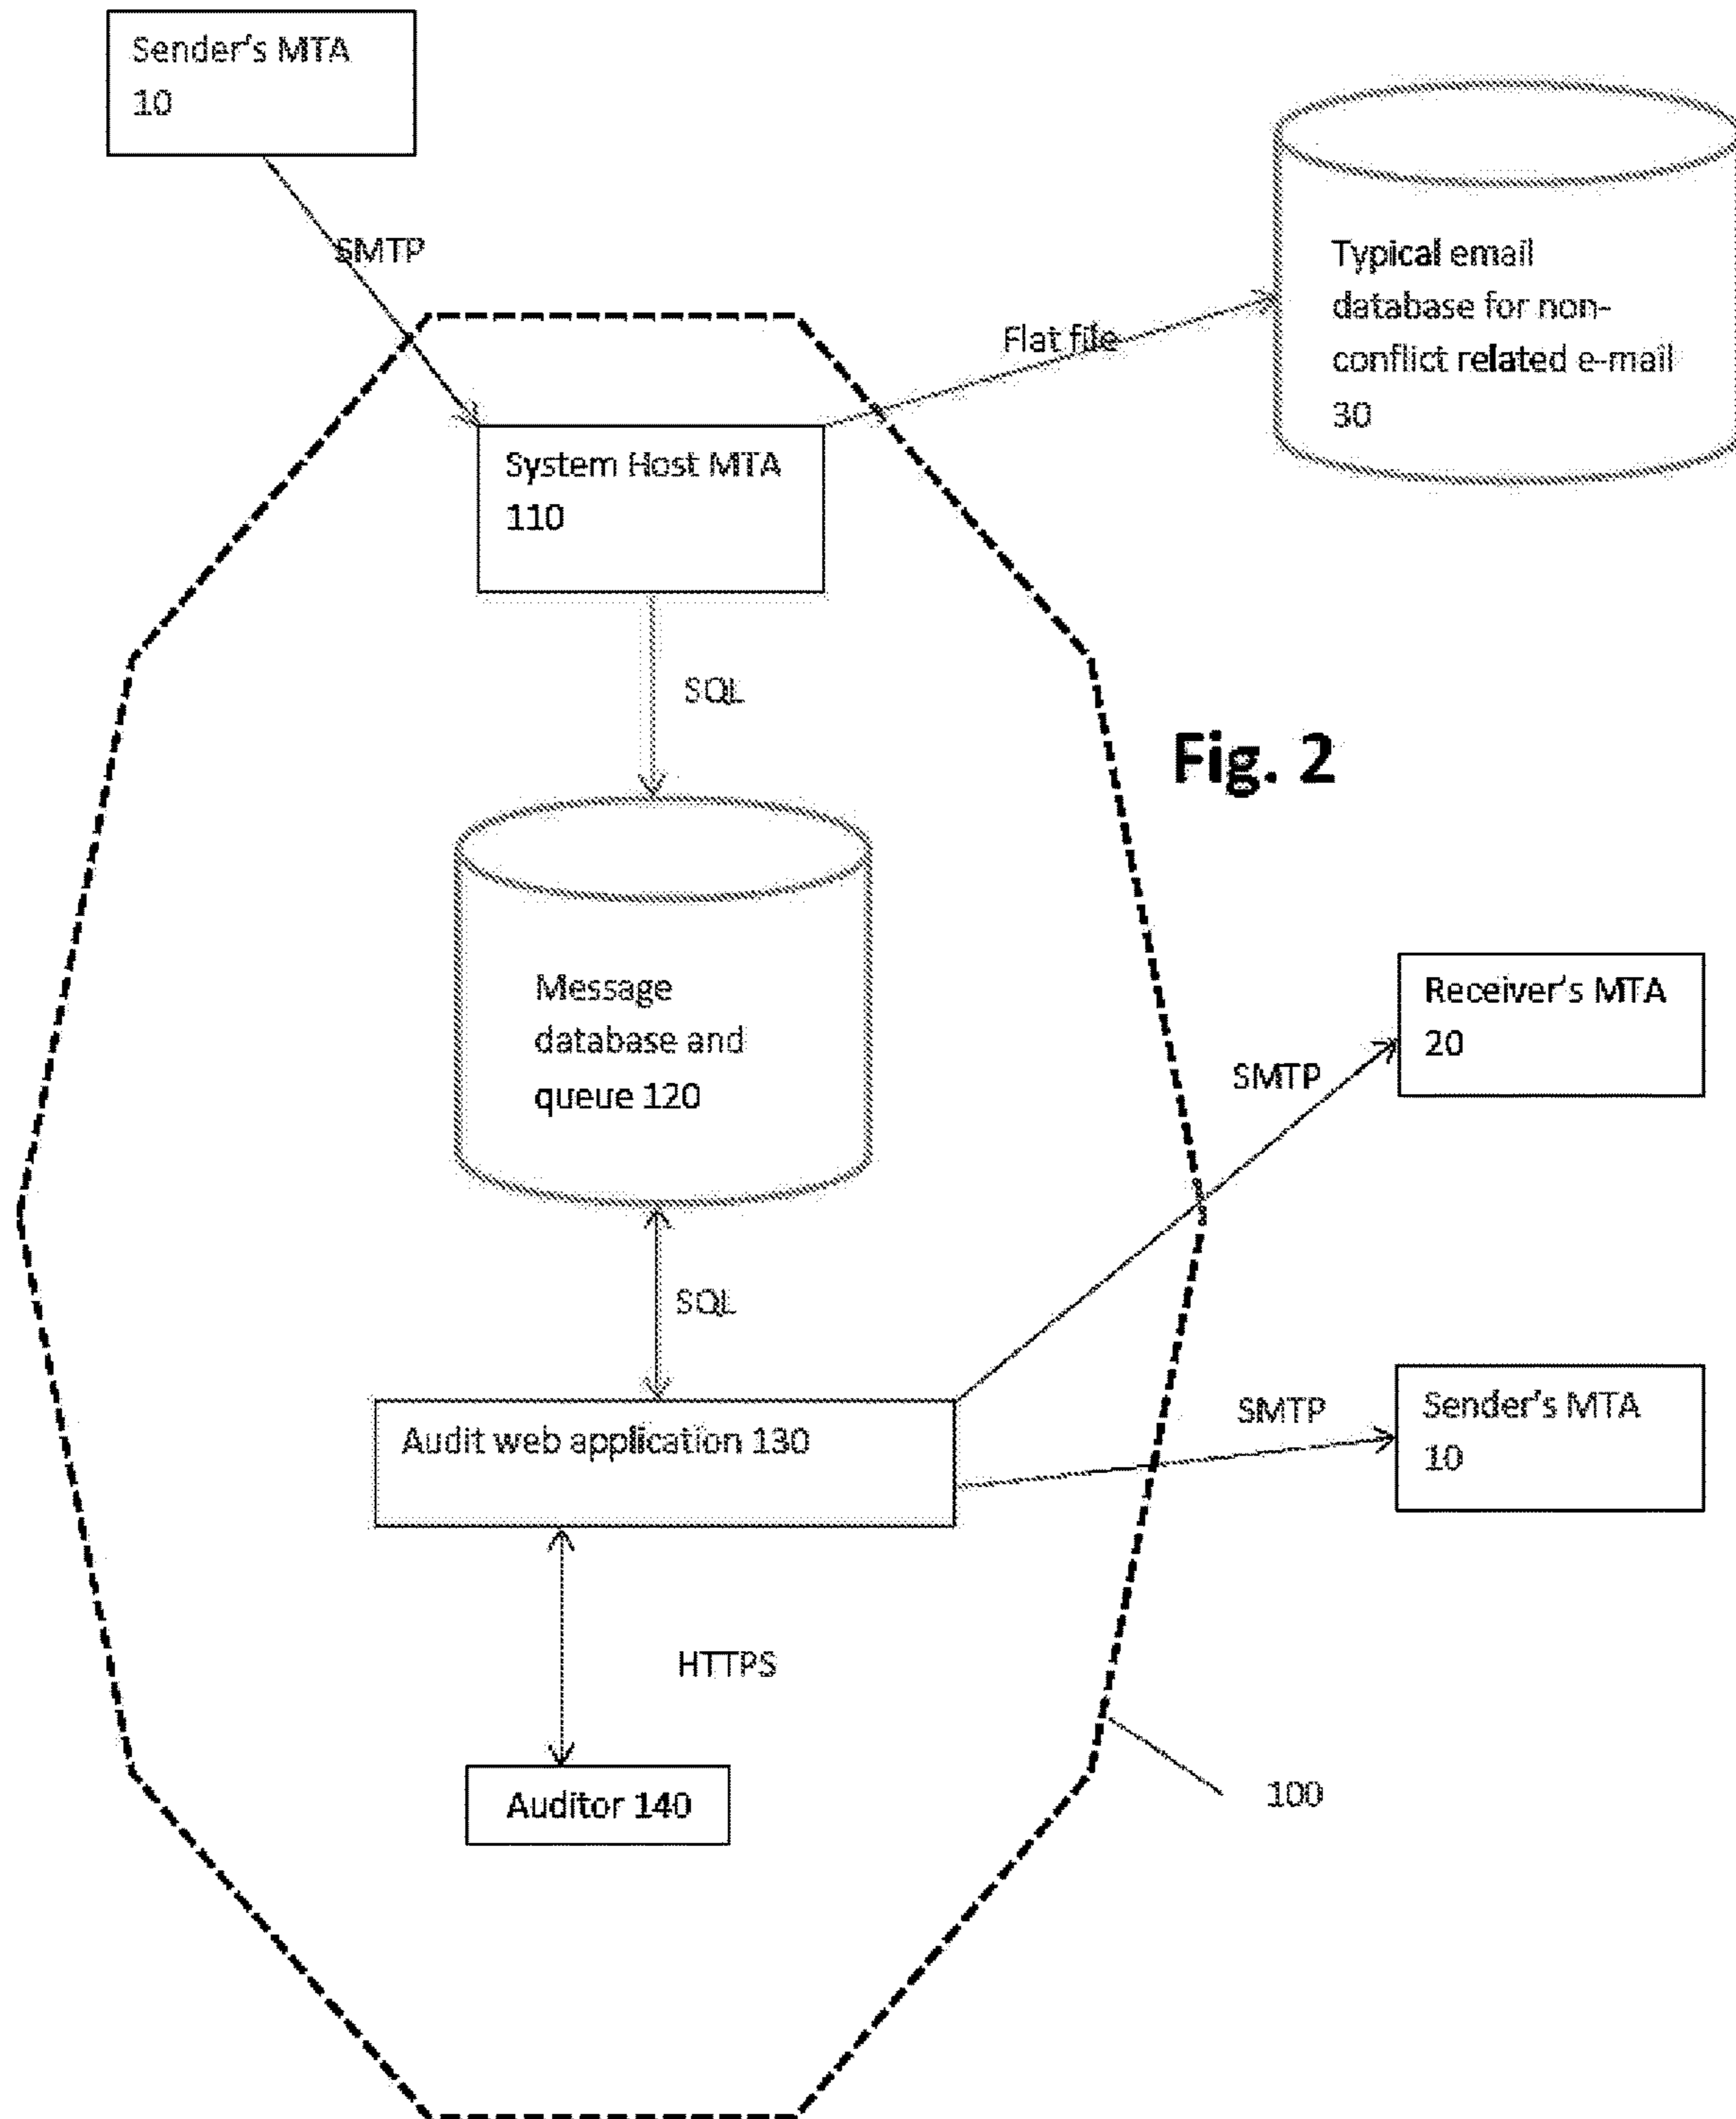 Sender's MTA
10
SMTP
Typical email
database for non-
conflict related e-mail
30
Flat file
System Host MTA
110
SQL
Fig. 2
Message
database and
queue 120
Receiver's MTA
20
SMTP
SQL
Audit web application 130
SMTP
Sender's MTA
10
HTTPS
Auditor 140
100